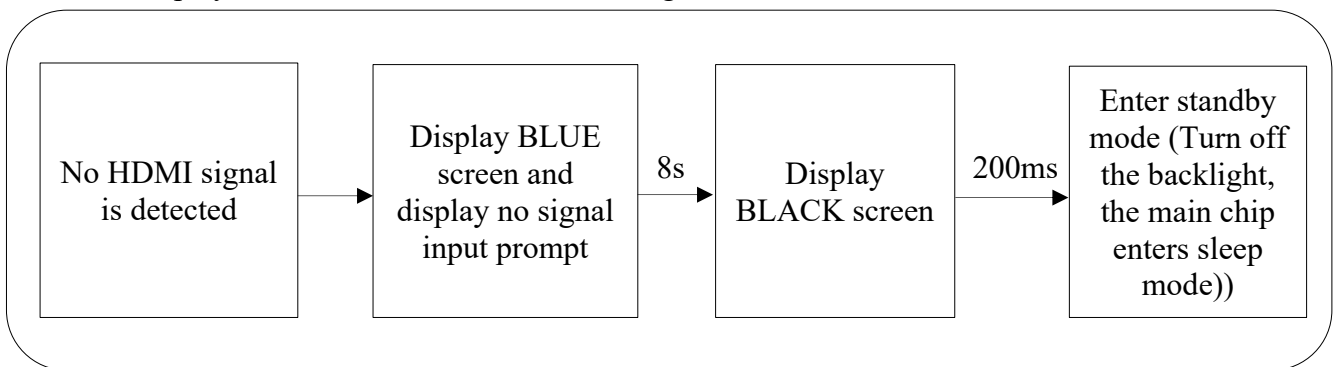 No HDMI signal
is detected
Display BLUE
screen and
display no signal
input prompt
8s
Display
BLACK screen
200ms
Enter standby
mode (Turn off
the backlight,
the main chip
enters sleep
mode))